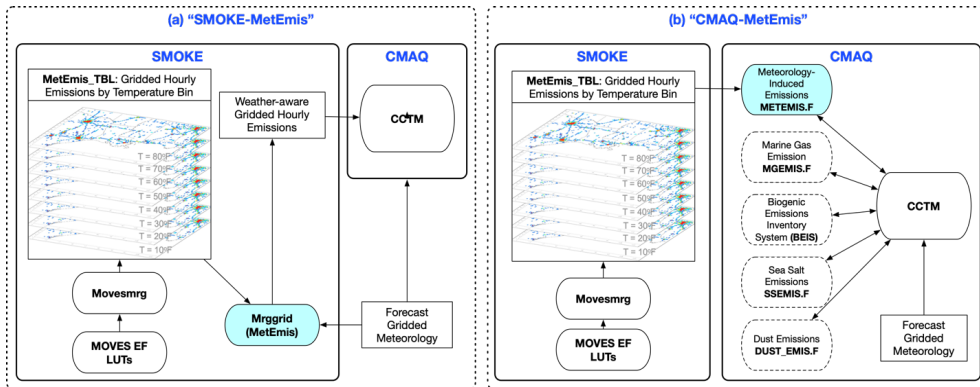 (a) “SMOKE-MetEmis”
SMOKE
MetEmis_TBL: Gridded Hourly
Emissions by Temperature Bin
T = 80°F
T = 70°F
T = 60°F
T = 50°F
T = 40°F
T = 30°F
T = 20°F
T = 10°F
Movesmrg
MOVES EF
LUTs
Weather-aware
Gridded Hourly
Emissions
Mrggrid
(MetEmis)
CMAQ
CCTM
Forecast
Gridded
Meteorology
(b) “CMAQ-MetEmis”
SMOKE
MetEmis_TBL: Gridded Hourly
Emissions by Temperature Bin
T = 80°F
T = 70°F
T = 60°F
T = 50°F
T = 40°F
T = 30°F
T = 20°F
T = 10°F
Movesmrg
MOVES EF
LUTs
CMAQ
Meteorology-
Induced
Emissions
METEMIS.F
Marine Gas
Emission
MGEMIS.F
Biogenic Emissions
Inventory
System (BEIS)
Sea Salt
Emissions
SSEMIS.F
Dust Emissions
DUST_EMIS.F
CCTM
Forecast
Gridded
Meteorology